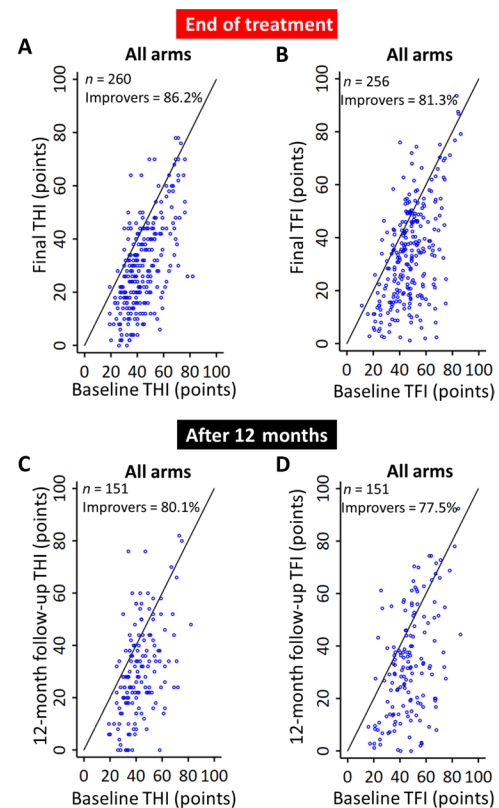 End of treatment
A
All arms
n = 260
Improvers = 86.2%
Final THI (points)
100
80
60
40
20
0
0 20 40 60 80 100
Baseline THI (points)
B
All arms
n = 256
Improvers = 81.3%
Final TFI (points)
100
80
60
40
20
0
0 20 40 60 80 100
Baseline TFI (points)
After 12 months
C
All arms
n = 151
Improvers = 80.1%
12-month follow-up THI (points)
100
80
60
40
20
0
0 20 40 60 80 100
Baseline THI (points)
D
All arms
n = 151
Improvers = 77.5%
12-month follow-up TFI (points)
100
80
60
40
20
0
0 20 40 60 80 100
Baseline TFI (points)